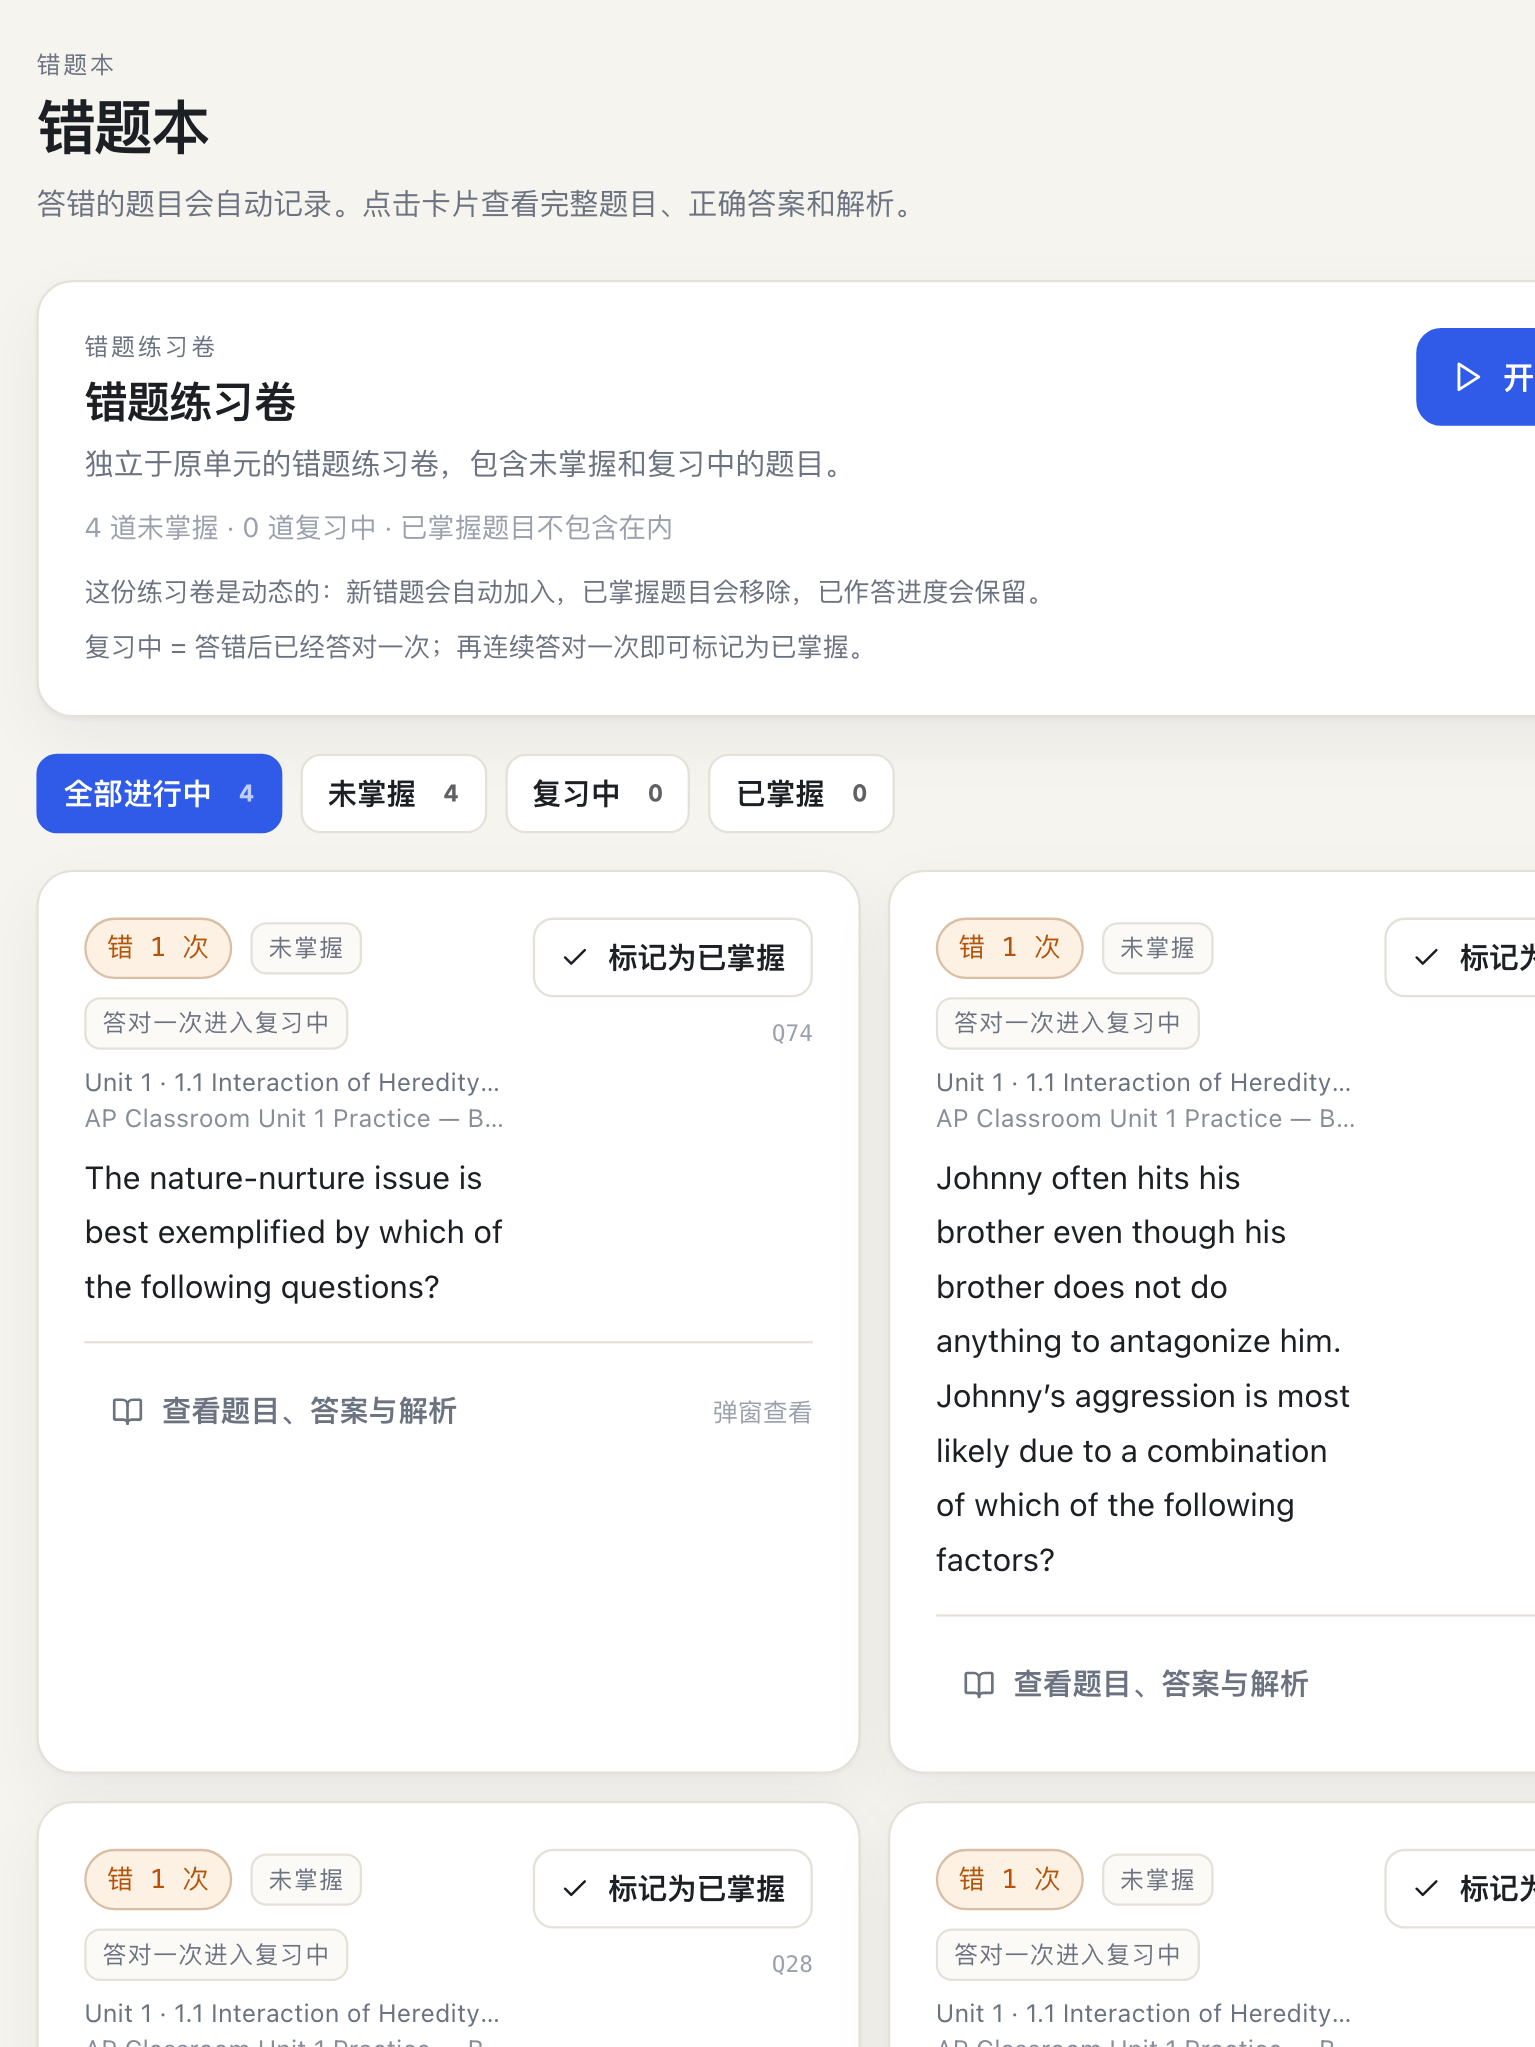 错题本
错题本
答错的题目会自动记录。点击卡片查看完整题目、正确答案和解析。
错题练习卷
错题练习卷
开
独立于原单元的错题练习卷，包含未掌握和复习中的题目。
4 道未掌握 · 0 道复习中 · 已掌握题目不包含在内
这份练习卷是动态的：新错题会自动加入，已掌握题目会移除，已作答进度会保留。
复习中 = 答错后已经答对一次；再连续答对一次即可标记为已掌握。
全部进行中 4 未掌握 4 复习中 0 已掌握 0
错 1 次 未掌握 标记为已掌握
答对一次进入复习中 Q74
Unit 1 · 1.1 Interaction of Heredity...
AP Classroom Unit 1 Practice — B...
The nature-nurture issue is
best exemplified by which of
the following questions?
查看题目、答案与解析 弹窗查看
错 1 次 未掌握 标记为
答对一次进入复习中
Unit 1 · 1.1 Interaction of Heredity...
AP Classroom Unit 1 Practice — B...
Johnny often hits his
brother even though his
brother does not do
anything to antagonize him.
Johnny's aggression is most
likely due to a combination
of which of the following
factors?
查看题目、答案与解析
错 1 次 未掌握 标记为已掌握
答对一次进入复习中 Q28
Unit 1 · 1.1 Interaction of Heredity...
AP Classroom Unit 1 Practice — B...
错 1 次 未掌握 标记为
答对一次进入复习中
Unit 1 · 1.1 Interaction of Heredity...
AP Classroom Unit 1 Practice — B...